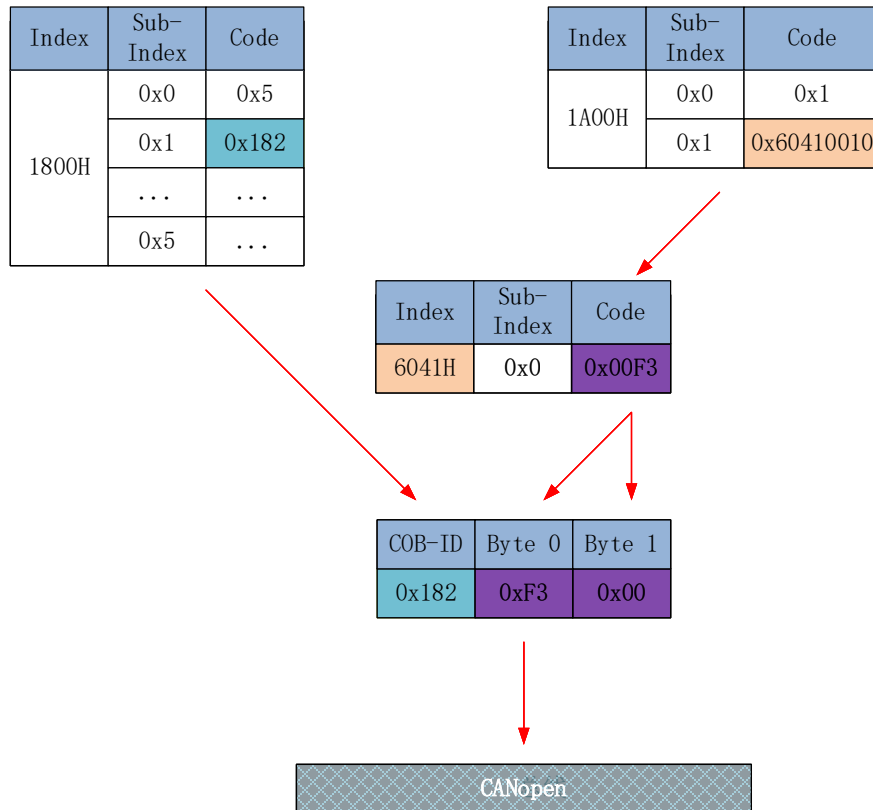 Index Sub-Index Code
1800H 0x0 0x5
0x1 0x182
... ...
0x5 ...
Index Sub-Index Code
1A00H 0x0 0x1
0x1 0x60410010
Index Sub-Index Code
6041H 0x0 0x00F3
COB-ID Byte 0 Byte 1
0x182 0xF3 0x00
CANopen